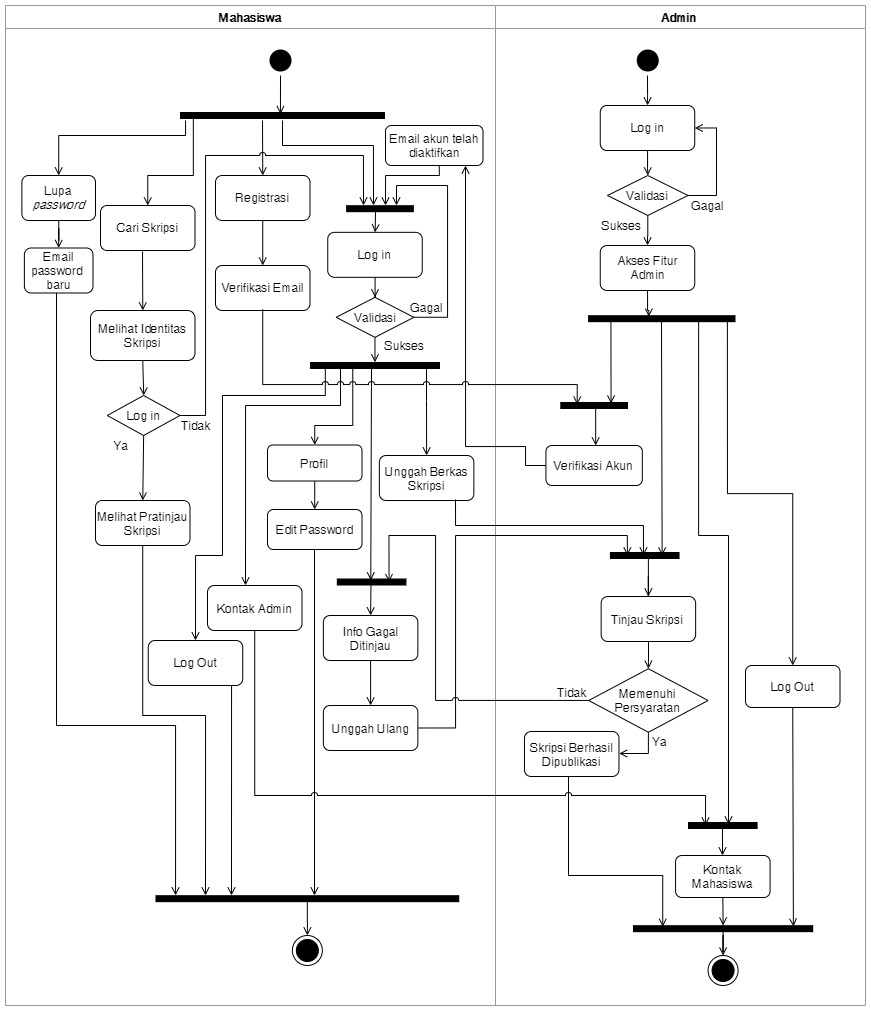 Mahasiswa
Admin
Email akun telah
diaktifkan
Log in
Lupa
password
Registrasi
Validasi
Gagal
Cari Skripsi
Sukses
Log in
Akses Fitur
Admin
Email
password
baru
Verifikasi Email
Gagal
Melihat Identitas
Skripsi
Validasi
Sukses
Log in
Tidak
Ya
Profil
Unggah Berkas
Skripsi
Verifikasi Akun
Melihat Pratinjau
Skripsi
Edit Password
Kontak Admin
Info Gagal
Ditinjau
Tinjau Skripsi
Log Out
Tidak
Memenuhi
Persyaratan
Log Out
Unggah Ulang
Ya
Skripsi Berhasil
Dipublikasi
Kontak
Mahasiswa